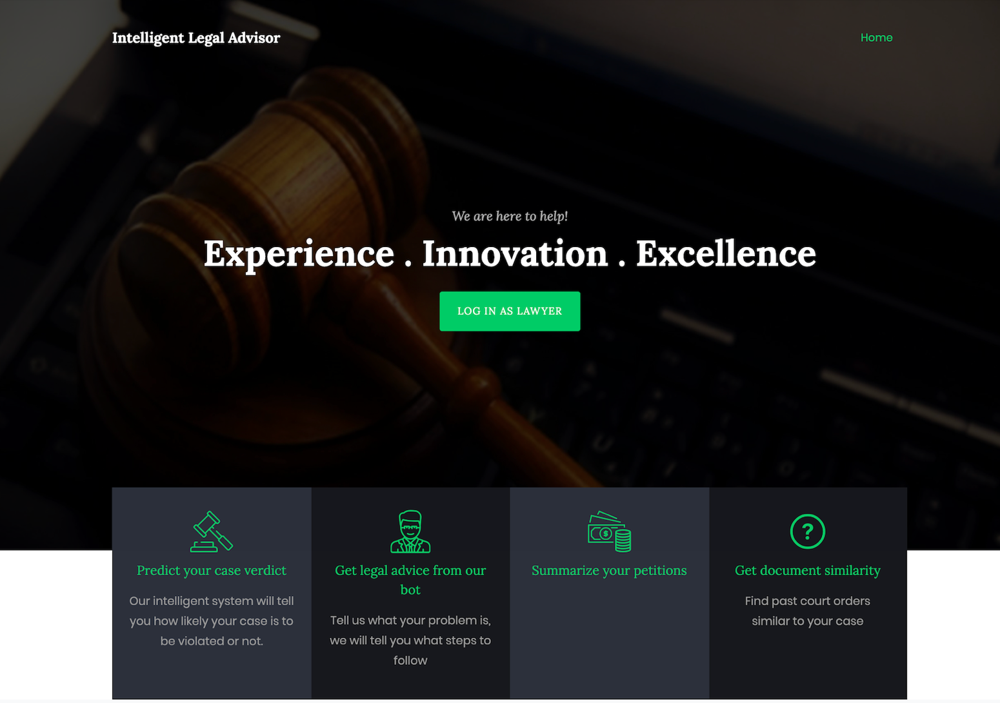 Intelligent Legal Advisor
Home
We are here to help!
Experience . Innovation . Excellence
LOG IN AS LAWYER
Predict your case verdict
Our intelligent system will tell
you how likely your case is to
be violated or not.
Get legal advice from our
bot
Tell us what your problem is,
we will tell you what steps to
follow
Summarize your petitions
Get document similarity
Find past court orders
similar to your case